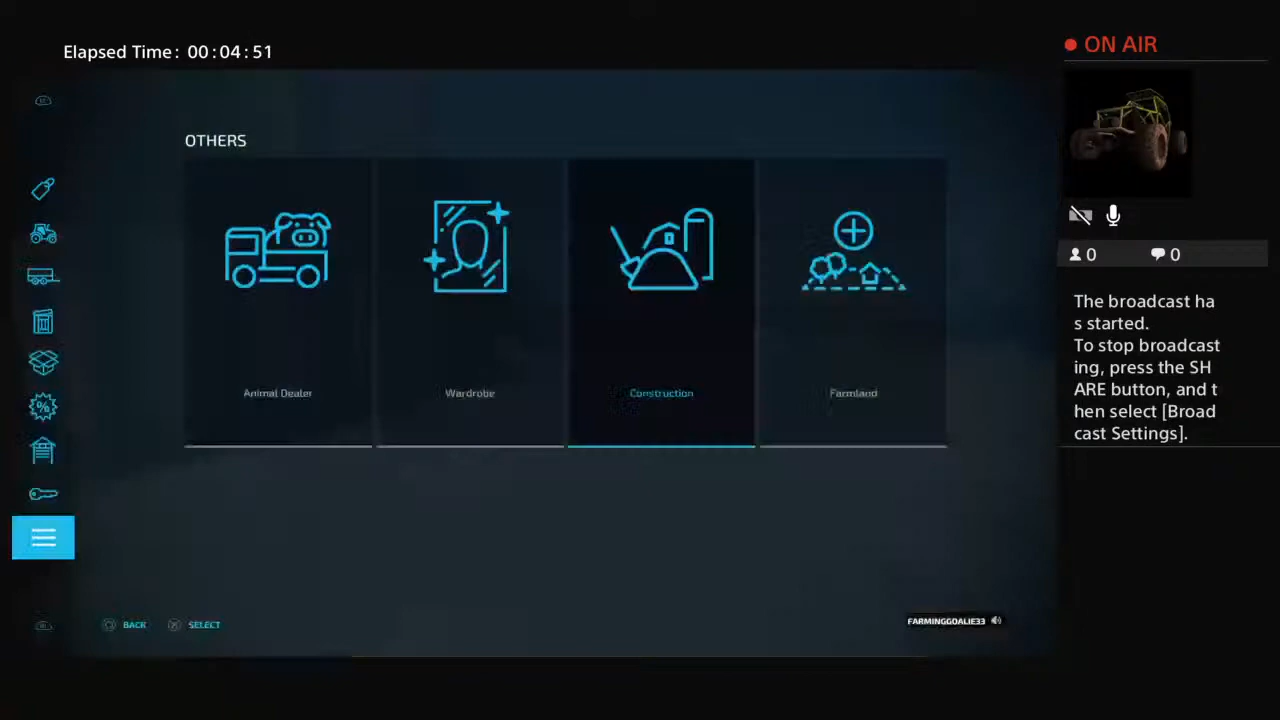 Elapsed Time: 00:04:51
ON AIR
OTHERS
0
0
The broadcast ha
s started.
To stop broadcast
ing, press the SH
ARE button, and t
hen select [Broad
cast Settings].
Animal Dealer
Wardrobe
Construction
Farmland
BACK
SELECT
FARMINGGOALIE33